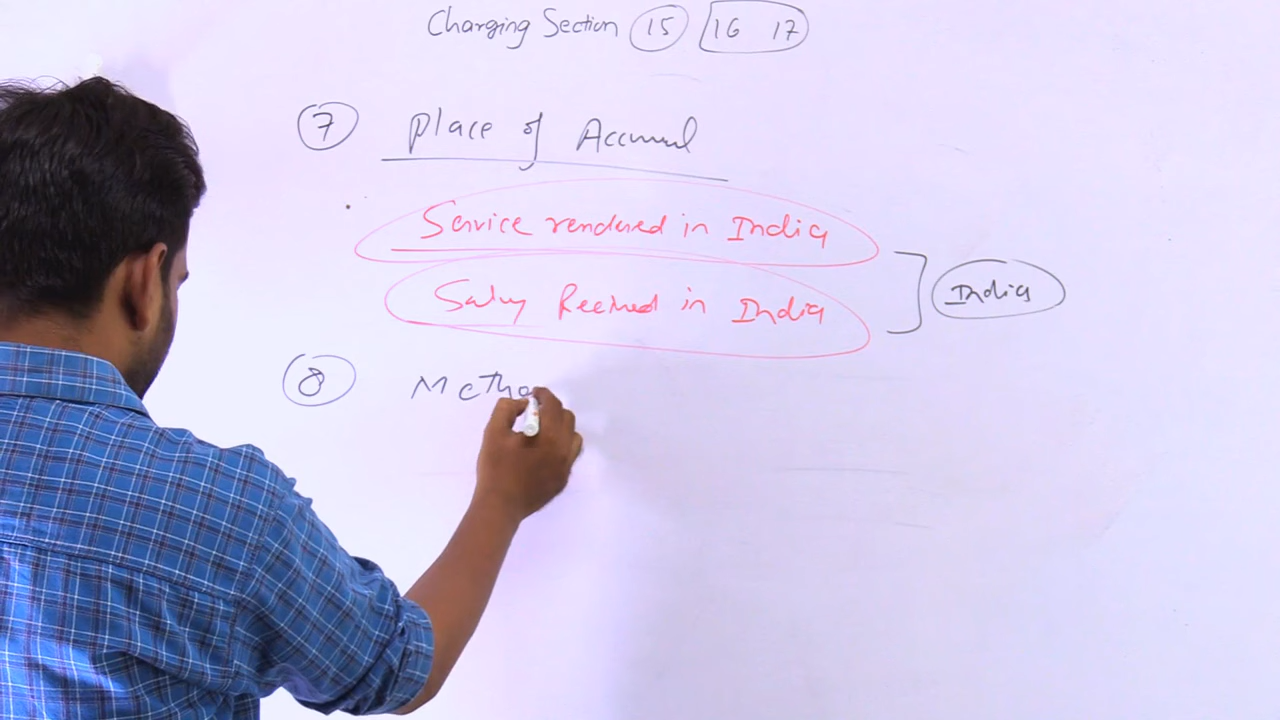 Charging Section 15 16 17
7 Place of Accrual
Service rendered in India
Salary Received in India
India
8 Metho